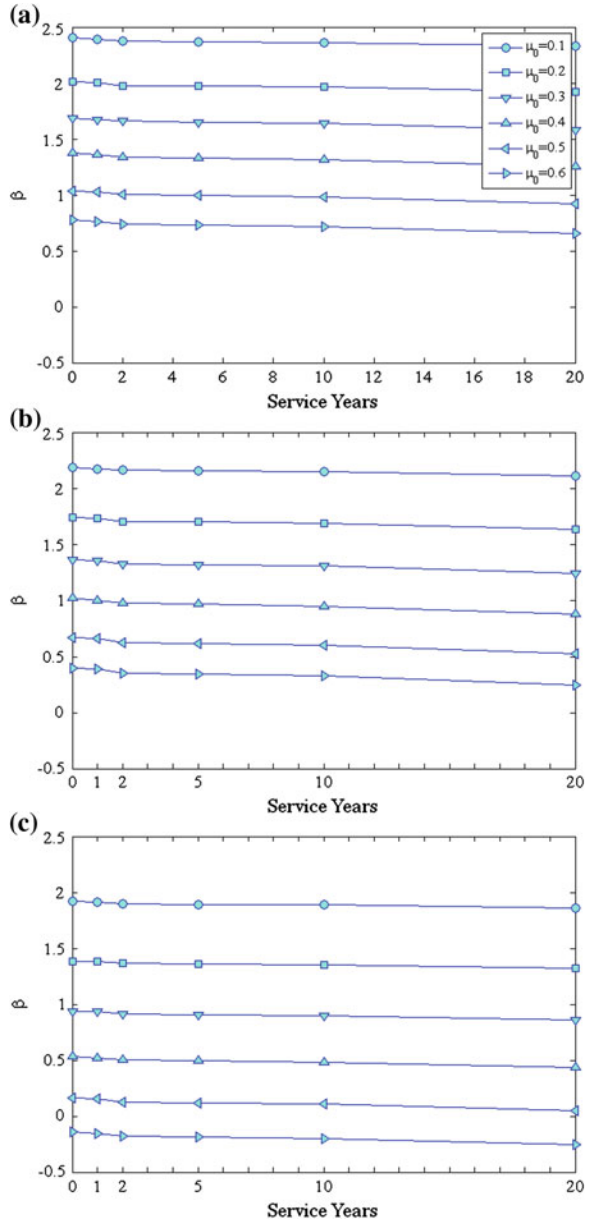 (a)
2.5
2
1.5
1
0.5
0
-0.5
β
μ0=0.1
μ0=0.2
μ0=0.3
μ0=0.4
μ0=0.5
μ0=0.6
0 2 4 6 8 10 12 14 16 18 20
Service Years
(b)
2.5
2
1.5
1
0.5
0
-0.5
β
0 1 2 5 10 20
Service Years
(c)
2.5
2
1.5
1
0.5
0
-0.5
β
0 1 2 5 10 20
Service Years